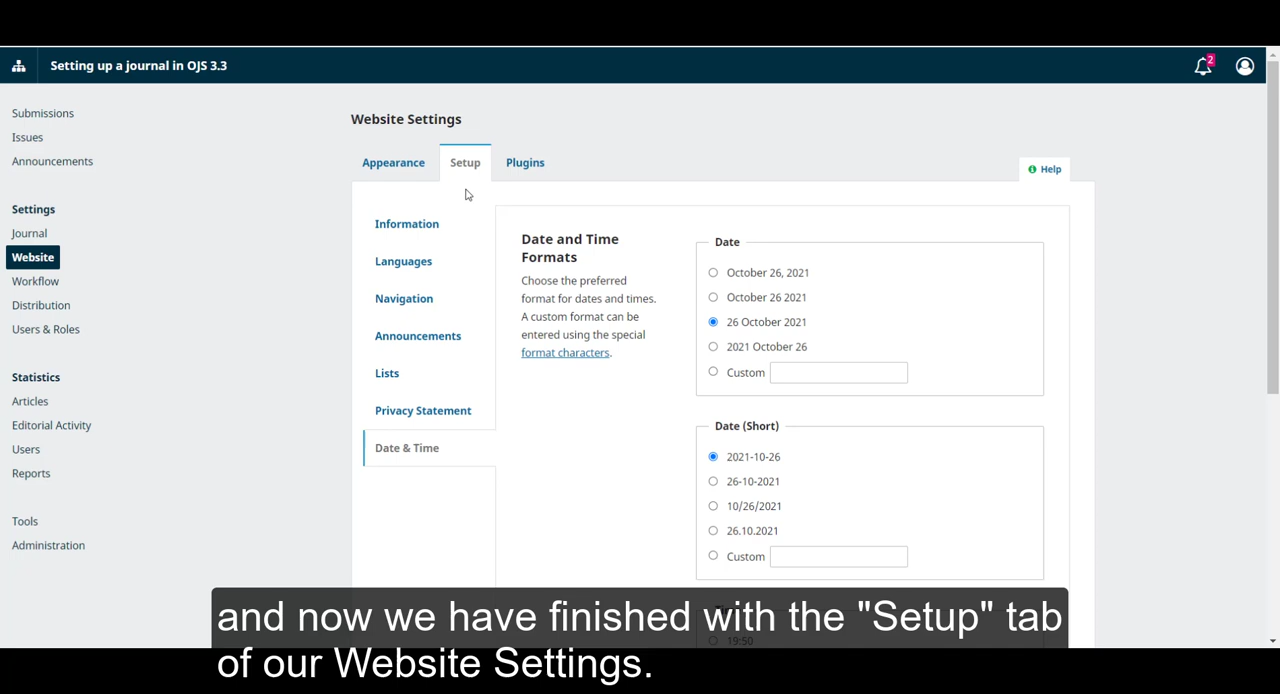 Setting up a journal in OJS 3.3
2
Submissions
Issues
Announcements
Settings
Journal
Website
Workflow
Distribution
Users & Roles
Statistics
Articles
Editorial Activity
Users
Reports
Tools
Administration
Website Settings
Appearance
Setup
Plugins
Help
Information
Languages
Navigation
Announcements
Lists
Privacy Statement
Date & Time
Date and Time
Formats
Choose the preferred
format for dates and times.
A custom format can be
entered using the special
format characters.
Date
October 26, 2021
October 26 2021
26 October 2021
2021 October 26
Custom
Date (Short)
2021-10-26
26-10-2021
10/26/2021
26.10.2021
Custom
19:50
and now we have finished with the "Setup" tab
of our Website Settings.